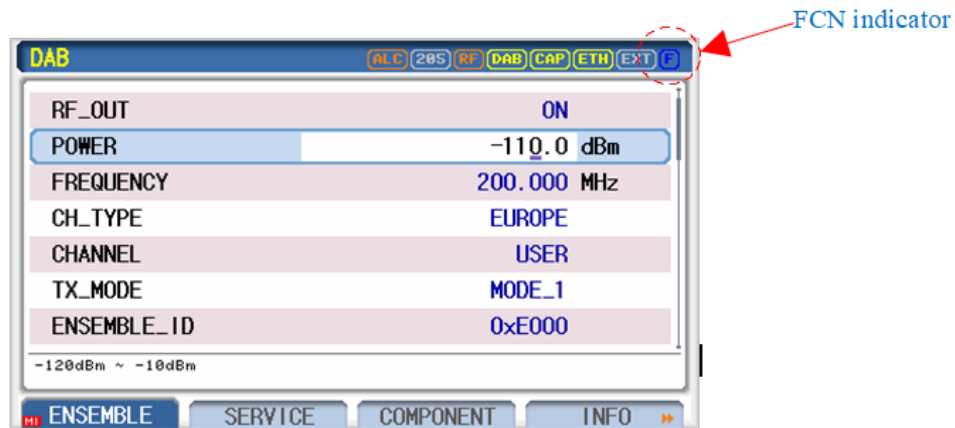 FCN indicator
DAB ALC 205 RF DAB CAP ETH EXT F
RF_OUT ON
POWER -110.0 dBm
FREQUENCY 200.000 MHz
CH_TYPE EUROPE
CHANNEL USER
TX_MODE MODE_1
ENSEMBLE_ID 0xE000
-120dBm ~ -10dBm
MI ENSEMBLE SERVICE COMPONENT INFO